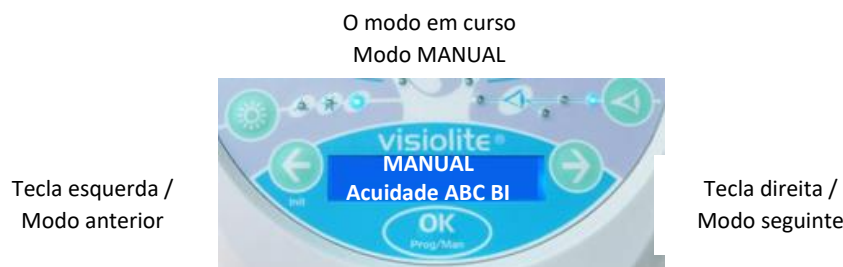 O modo em curso
Modo MANUAL
visiolite®
MANUAL
Acuidade ABC BI
Init
OK
Prog/Man
Tecla esquerda /
Modo anterior
Tecla direita /
Modo seguinte